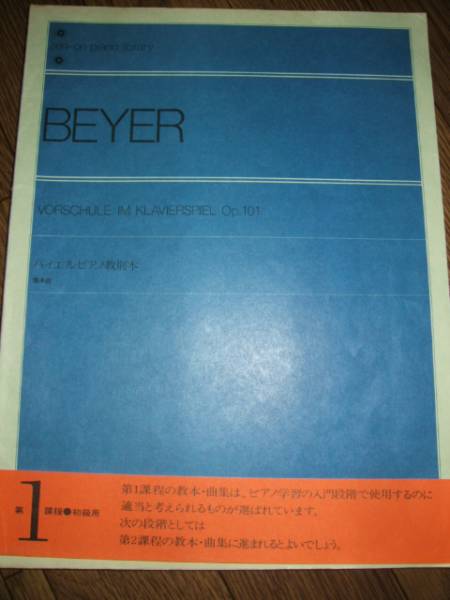 zen-on piano library
BEYER
VORSCHULE IM KLAVIERSPIEL Op.101
バイエルピアノ教則本
第1課程●初級用
第1課程の教本・曲集は、ピアノ学習の入門段階で使用するのに
適当と考えられるものが選ばれています。
次の段階としては
第2課程の教本・曲集に進まれるとよいでしょう。